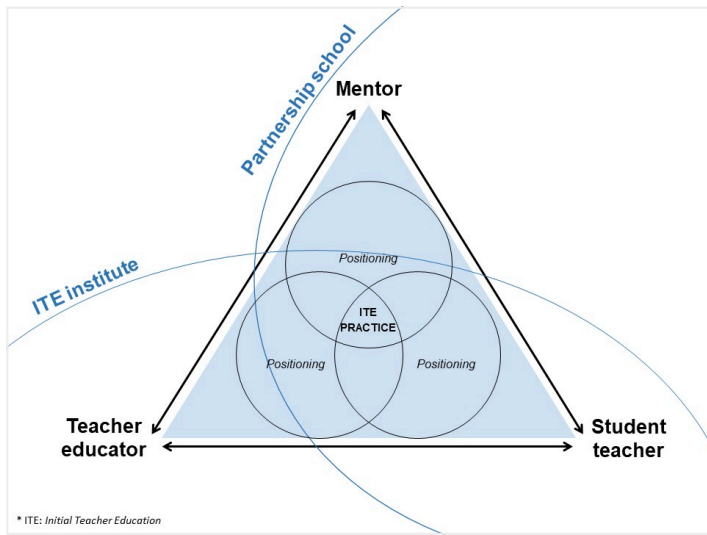 Mentor
Partnership school
ITE institute
Positioning
ITE
PRACTICE
Positioning
Positioning
Teacher
educator
Student
teacher
* ITE: Initial Teacher Education